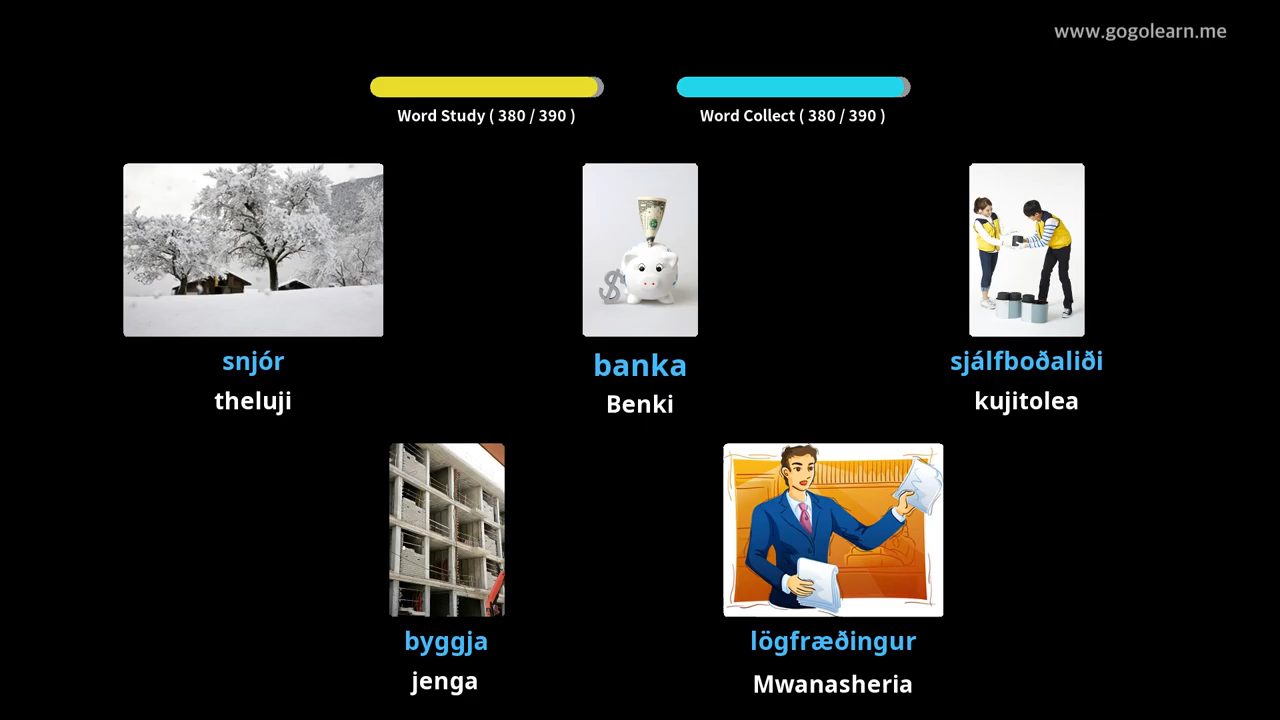 www.gogolearn.me
Word Study ( 380 / 390 )
Word Collect ( 380 / 390 )
snjór
theluji
banka
Benki
sjálfboðaliði
kujitolea
byggja
jenga
lögfræðingur
Mwanasheria